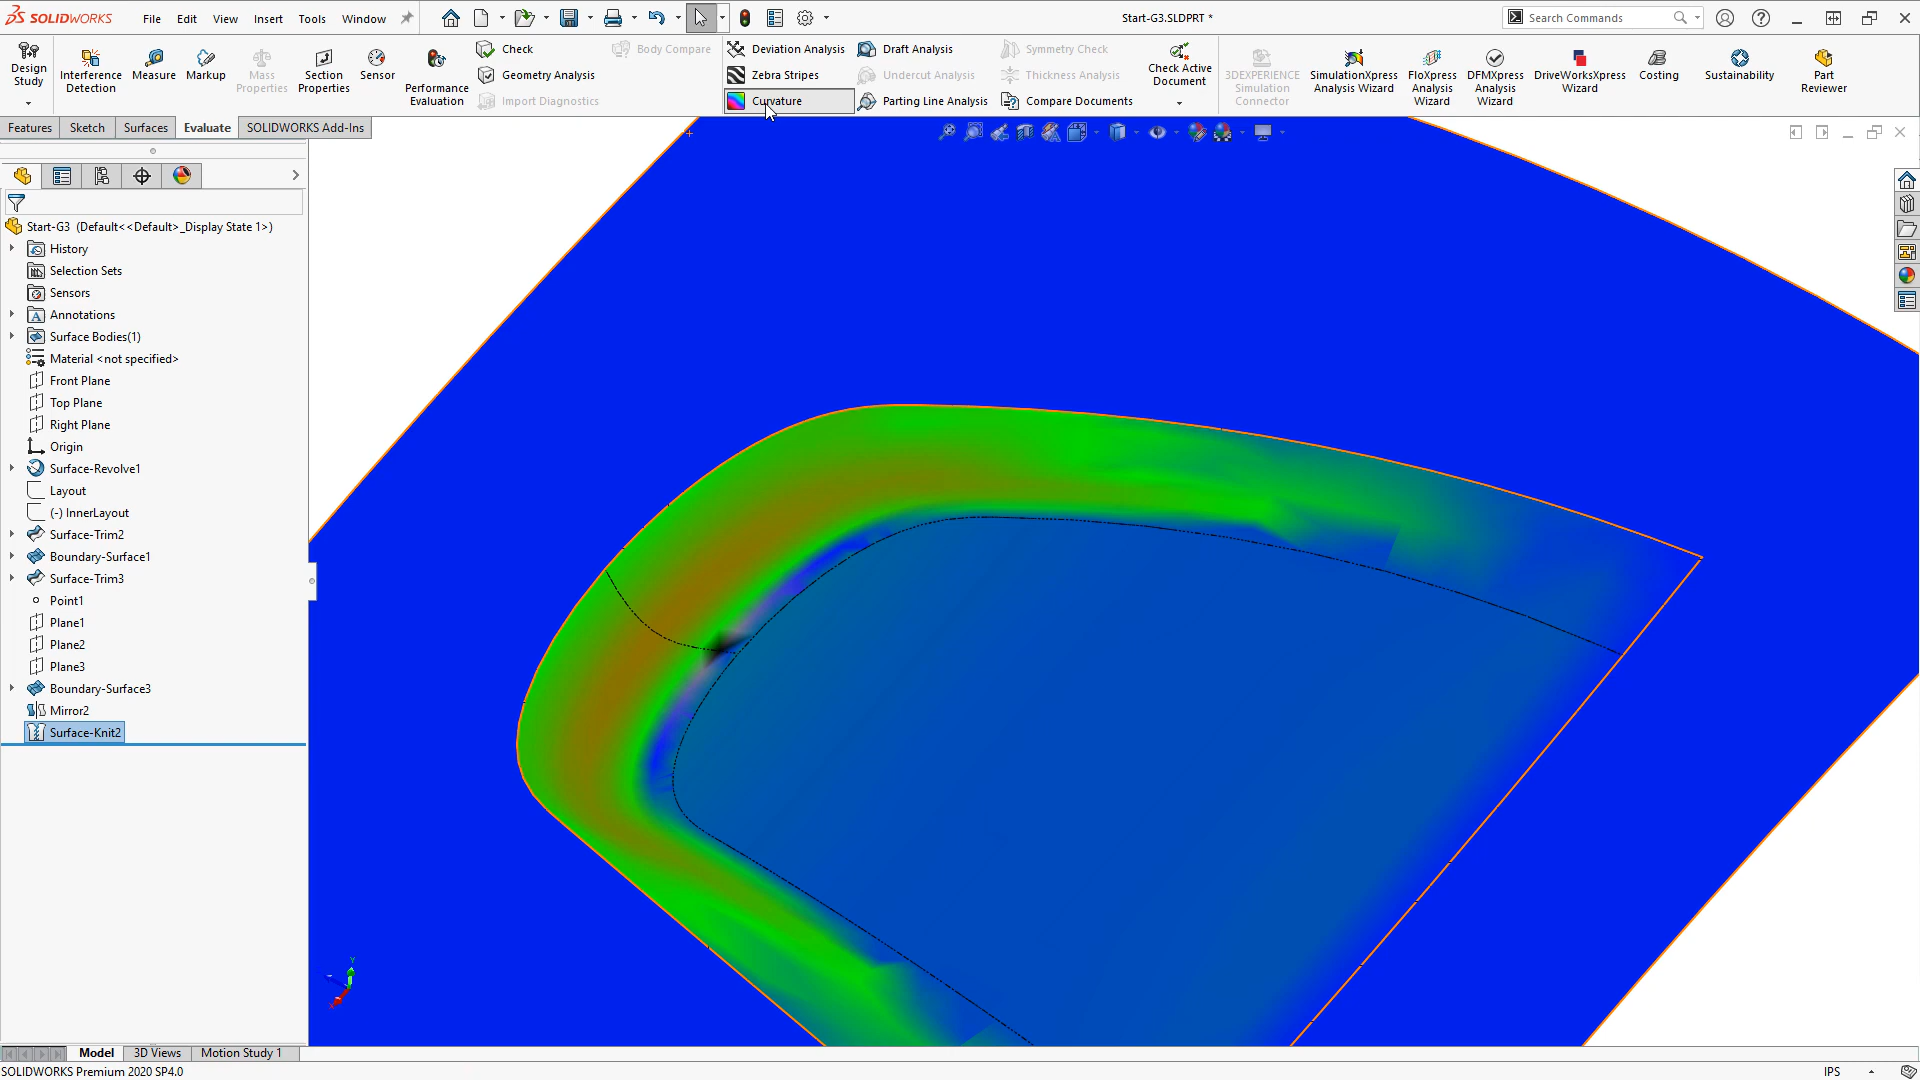 SOLIDWORKS File Edit View Insert Tools Window Start-G3.SLDPRT * Search Commands
Design Study
Interference Detection
Measure
Markup
Mass Properties
Section Properties
Sensor
Performance Evaluation
Check
Geometry Analysis
Import Diagnostics
Body Compare
Deviation Analysis
Zebra Stripes
Curvature
Draft Analysis
Undercut Analysis
Parting Line Analysis
Symmetry Check
Thickness Analysis
Compare Documents
Check Active Document
3DEXPERIENCE Simulation Connector
SimulationXpress Analysis Wizard
FloXpress Analysis Wizard
DFMXpress Analysis Wizard
DriveWorksXpress Wizard
Costing
Sustainability
Part Reviewer
Features Sketch Surfaces Evaluate SOLIDWORKS Add-Ins
Start-G3 (Default<<Default>_Display State 1>)
History
Selection Sets
Sensors
Annotations
Surface Bodies(1)
Material <not specified>
Front Plane
Top Plane
Right Plane
Origin
Surface-Revolve1
Layout
(-) InnerLayout
Surface-Trim2
Boundary-Surface1
Surface-Trim3
Point1
Plane1
Plane2
Plane3
Boundary-Surface3
Mirror2
Surface-Knit2
Y
Model 3D Views Motion Study 1
SOLIDWORKS Premium 2020 SP4.0 IPS